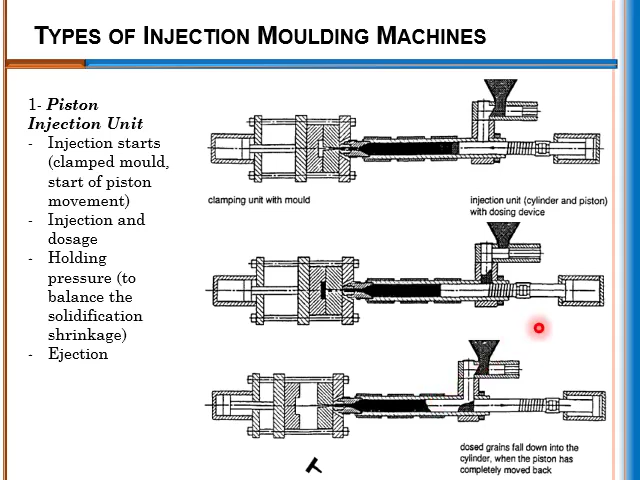 TYPES OF INJECTION MOULDING MACHINES
1- Piston
Injection Unit
- Injection starts
(clamped mould,
start of piston
movement)
- Injection and
dosage
- Holding
pressure (to
balance the
solidification
shrinkage)
- Ejection
clamping unit with mould
injection unit (cylinder and piston)
with dosing device
dosed grains fall down into the
cylinder, when the piston has
completely moved back